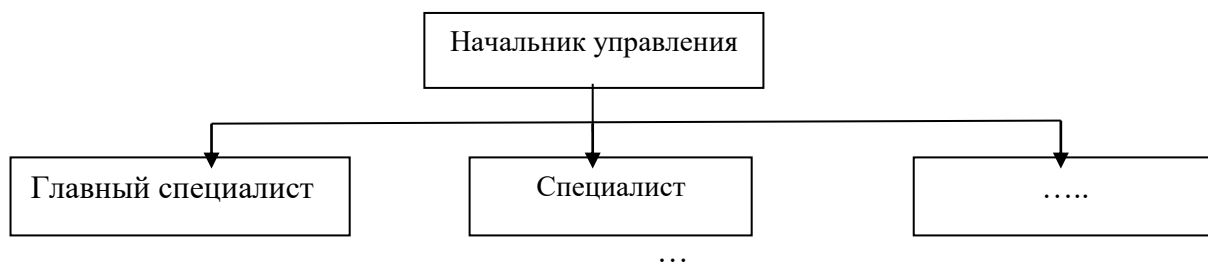 Начальник управления
Главный специалист
Специалист
…..
…